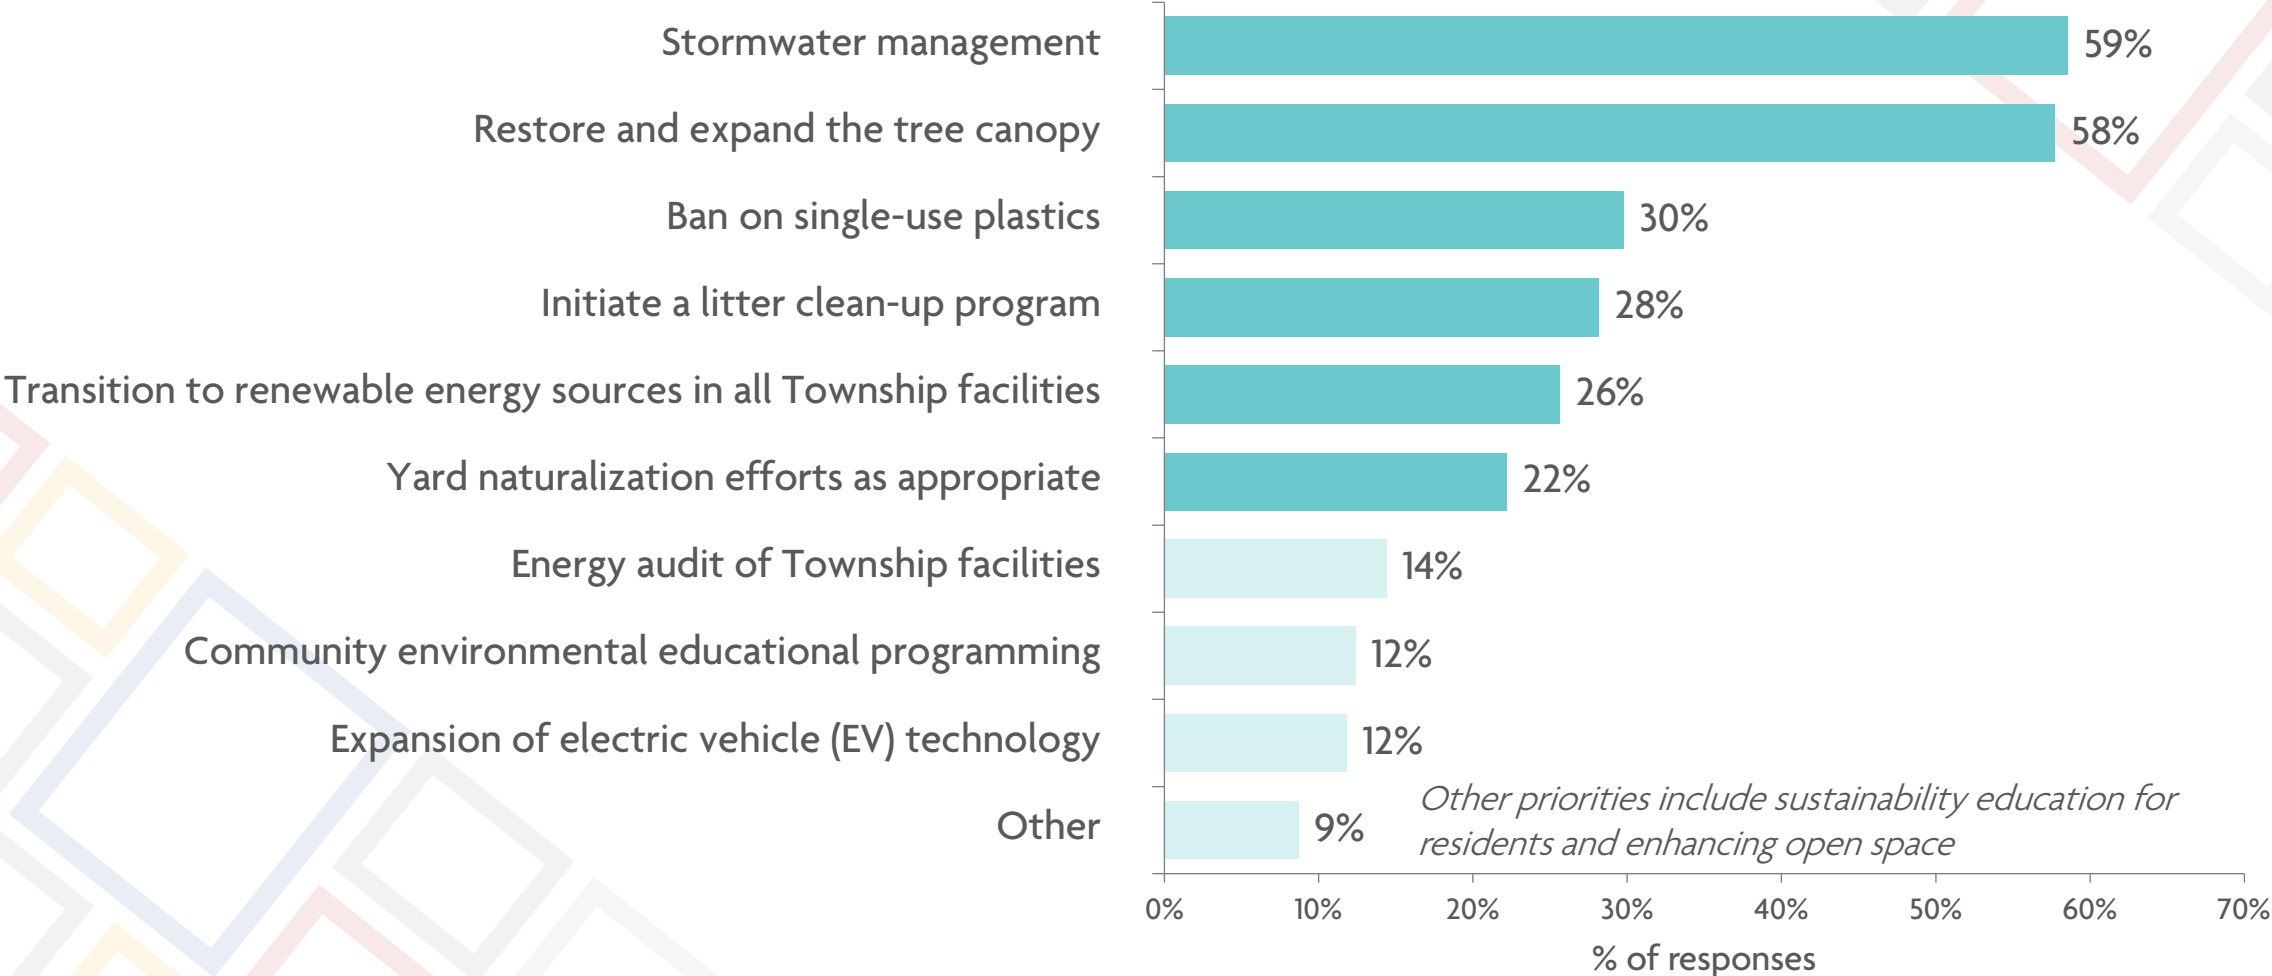 Stormwater management 59%
Restore and expand the tree canopy 58%
Ban on single-use plastics 30%
Initiate a litter clean-up program 28%
Transition to renewable energy sources in all Township facilities 26%
Yard naturalization efforts as appropriate 22%
Energy audit of Township facilities 14%
Community environmental educational programming 12%
Expansion of electric vehicle (EV) technology 12%
Other 9%
Other priorities include sustainability education for
residents and enhancing open space
0% 10% 20% 30% 40% 50% 60% 70%
% of responses